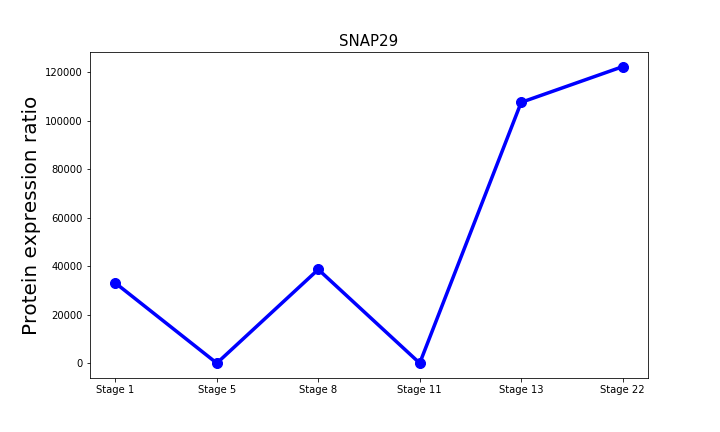 SNAP29
Protein expression ratio
120000
100000
80000
60000
40000
20000
0
Stage 1 Stage 5 Stage 8 Stage 11 Stage 13 Stage 22